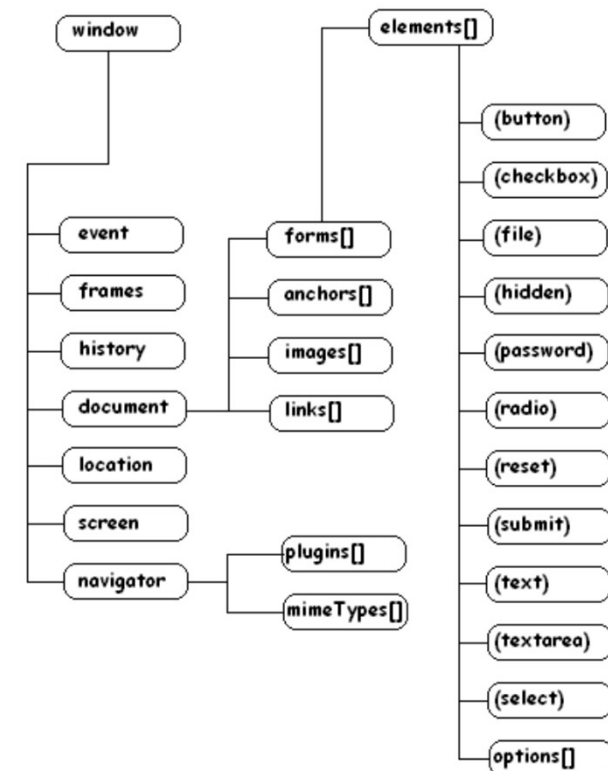 window
event
frames
history
document
location
screen
navigator
forms[]
anchors[]
images[]
links[]
plugins[]
mimeTypes[]
elements[]
(button)
(checkbox)
(file)
(hidden)
(password)
(radio)
(reset)
(submit)
(text)
(textarea)
(select)
options[]